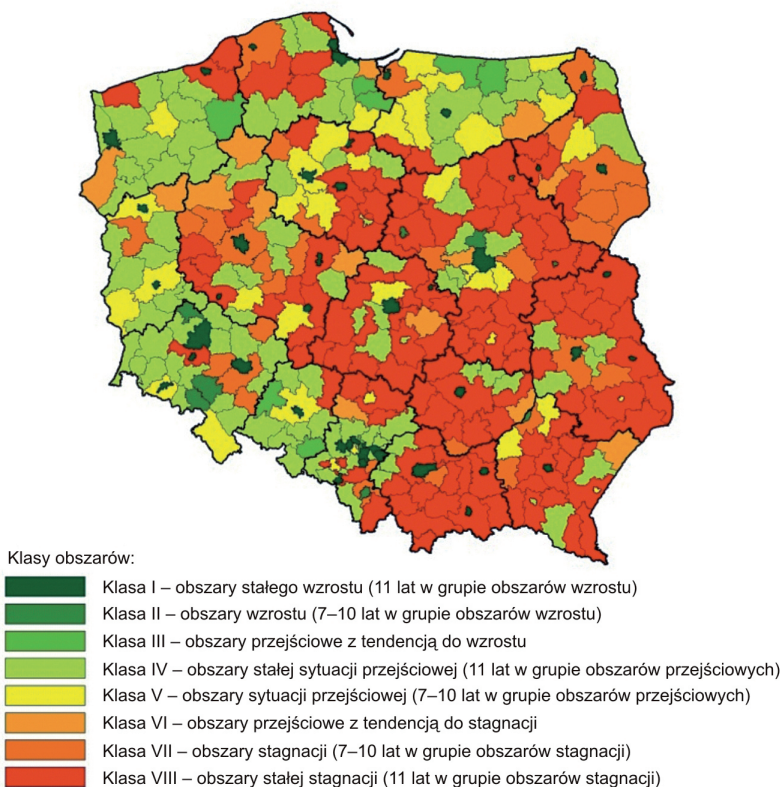 Klasy obszarów:
Klasa I – obszary stałego wzrostu (11 lat w grupie obszarów wzrostu)
Klasa II – obszary wzrostu (7–10 lat w grupie obszarów wzrostu)
Klasa III – obszary przejściowe z tendencją do wzrostu
Klasa IV – obszary stałej sytuacji przejściowej (11 lat w grupie obszarów przejściowych)
Klasa V – obszary sytuacji przejściowej (7–10 lat w grupie obszarów przejściowych)
Klasa VI – obszary przejściowe z tendencją do stagnacji
Klasa VII – obszary stagnacji (7–10 lat w grupie obszarów stagnacji)
Klasa VIII – obszary stałej stagnacji (11 lat w grupie obszarów stagnacji)